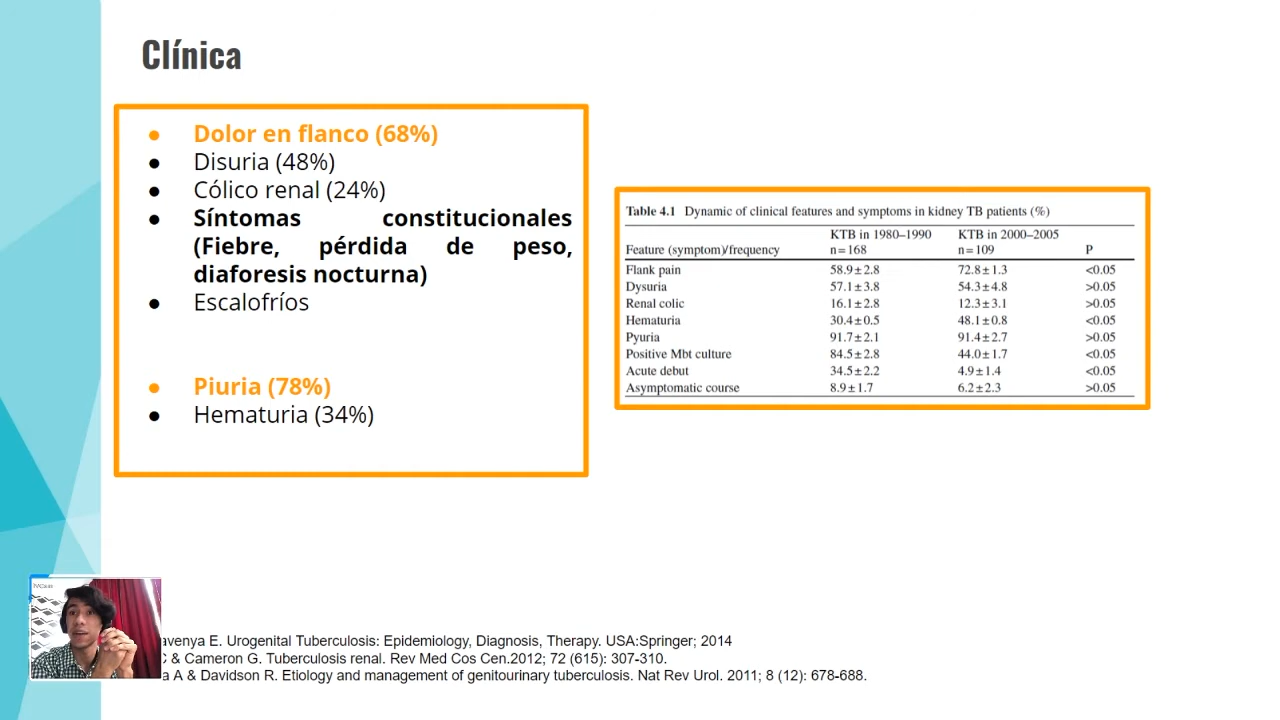 Clínica
● Dolor en flanco (68%)
● Disuria (48%)
● Cólico renal (24%)
● Síntomas constitucionales
(Fiebre, pérdida de peso,
diaforesis nocturna)
● Escalofríos
● Piuria (78%)
● Hematuria (34%)
Table 4.1 Dynamic of clinical features and symptoms in kidney TB patients (%)
KTB in 1980–1990 KTB in 2000–2005
Feature (symptom)/frequency n=168 n=109 P
Flank pain 58.9±2.8 72.8±1.3 <0.05
Dysuria 57.1±3.8 54.3±4.8 >0.05
Renal colic 16.1±2.8 12.3±3.1 >0.05
Hematuria 30.4±0.5 48.1±0.8 <0.05
Pyuria 91.7±2.1 91.4±2.7 >0.05
Positive Mbt culture 84.5±2.8 44.0±1.7 <0.05
Acute debut 34.5±2.2 4.9±1.4 <0.05
Asymptomatic course 8.9±1.7 6.2±2.3 >0.05
avenya E. Urogenital Tuberculosis: Epidemiology, Diagnosis, Therapy. USA:Springer; 2014
& Cameron G. Tuberculosis renal. Rev Med Cos Cen.2012; 72 (615): 307-310.
a A & Davidson R. Etiology and management of genitourinary tuberculosis. Nat Rev Urol. 2011; 8 (12): 678-688.